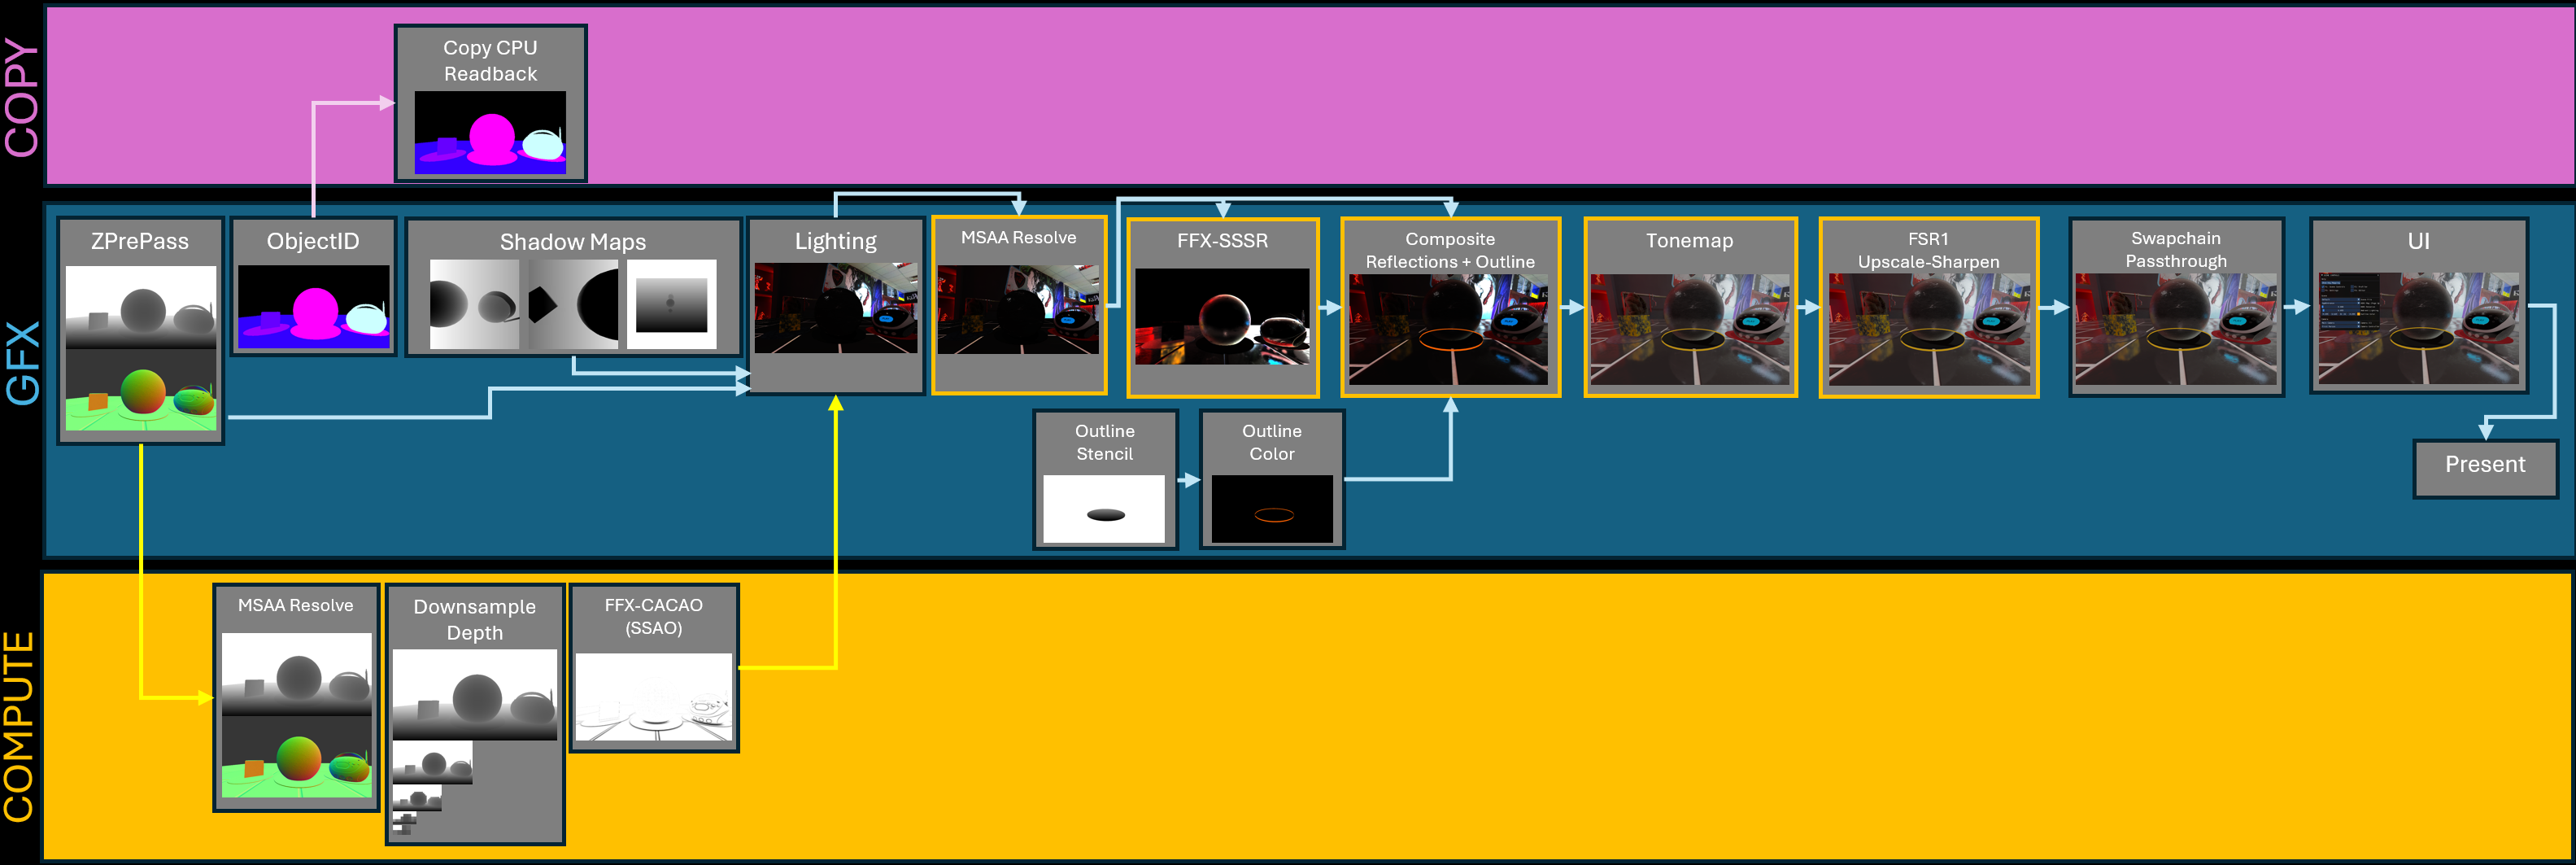 COPY
Copy CPU
Readback
GFX
ZPrePass
ObjectID
Shadow Maps
Lighting
MSAA Resolve
FFX-SSSR
Composite
Reflections + Outline
Tonemap
FSR1
Upscale-Sharpen
Swapchain
Passthrough
UI
Outline
Stencil
Outline
Color
Present
COMPUTE
MSAA Resolve
Downsample
Depth
FFX-CACAO
(SSAO)